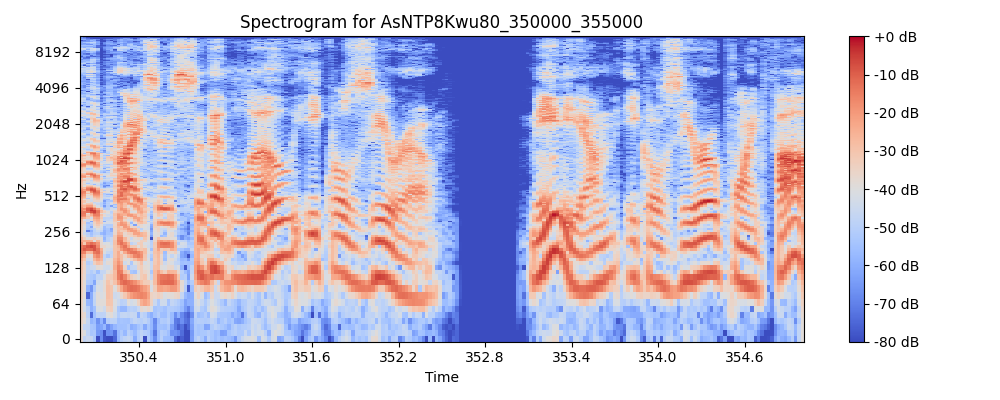 Spectrogram for AsNTP8Kwu80_350000_355000
8192
4096
2048
1024
512
256
128
64
0
Hz
350.4 351.0 351.6 352.2 352.8 353.4 354.0 354.6
Time
+0 dB
-10 dB
-20 dB
-30 dB
-40 dB
-50 dB
-60 dB
-70 dB
-80 dB